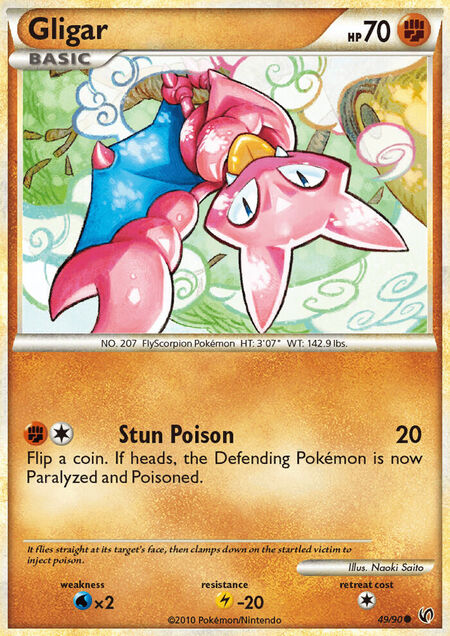 Gligar HP 70
BASIC
NO. 207 FlyScorpion Pokémon HT: 3'07" WT: 142.9 lbs.
Stun Poison 20
Flip a coin. If heads, the Defending Pokémon is now
Paralyzed and Poisoned.
It flies straight at its target's face, then clamps down on the startled victim to
inject poison.
Illus. Naoki Saito
weakness resistance retreat cost
×2 -20
©2010 Pokémon/Nintendo 49/90